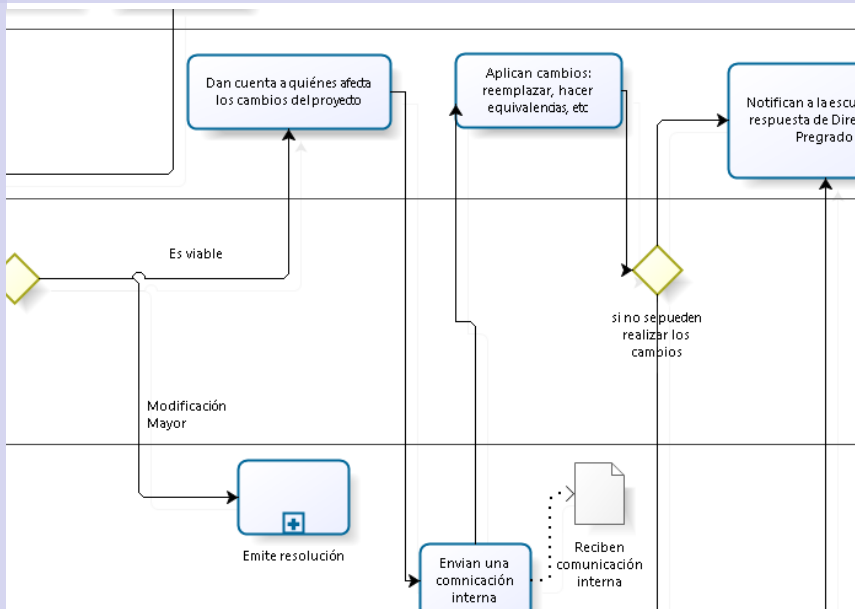 Dan cuenta a quiénes afecta
los cambios del proyecto
Aplican cambios:
reemplazar, hacer
equivalencias, etc
Notifican a la
respuesta de
Pregrado
Es viable
si no se pueden
realizar los
cambios
Modificación
Mayor
Emite resolución
Envian una
comnicación
interna
Reciben
comunicación
interna